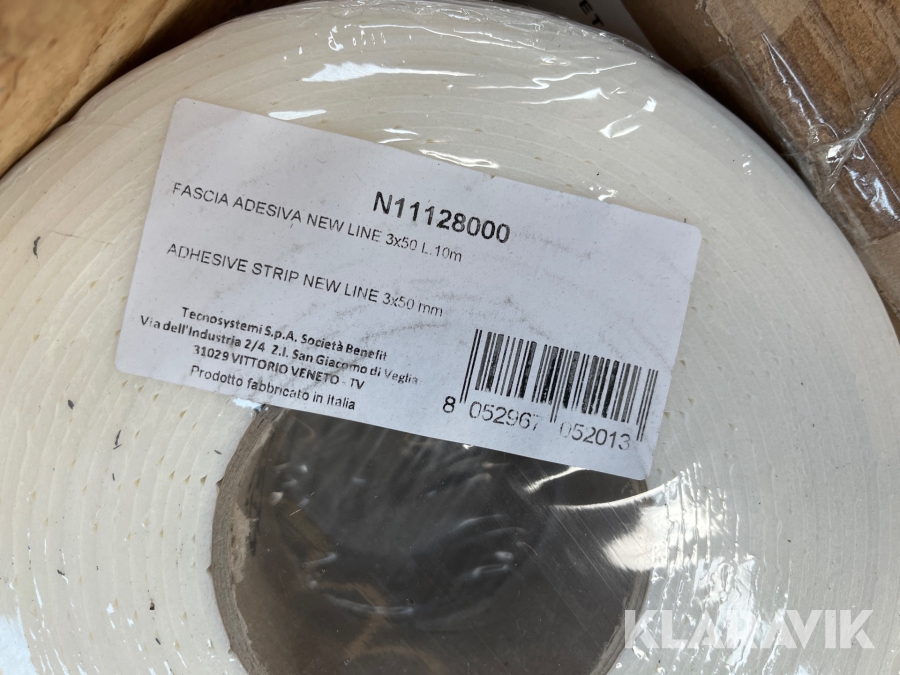 N11128000
FASCIA ADESIVA NEW LINE 3x50 L.10m
ADHESIVE STRIP NEW LINE 3x50 mm
Tecnosystemi S.p.A. Società Benefit
Via dell'Industria 2/4 Z.I. San Giacomo di Veglia
31029 VITTORIO VENETO - TV
Prodotto fabbricato in Italia
8 052967 052013
KLARAVIK